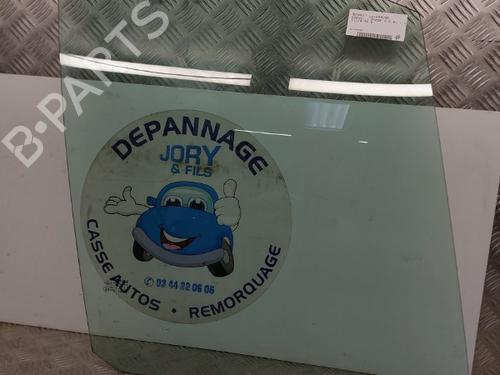 B-PARTS
DEPANNAGE
JORY
& FILS
03 44 22 06 06
CASSE AUTOS • REMORQUAGE